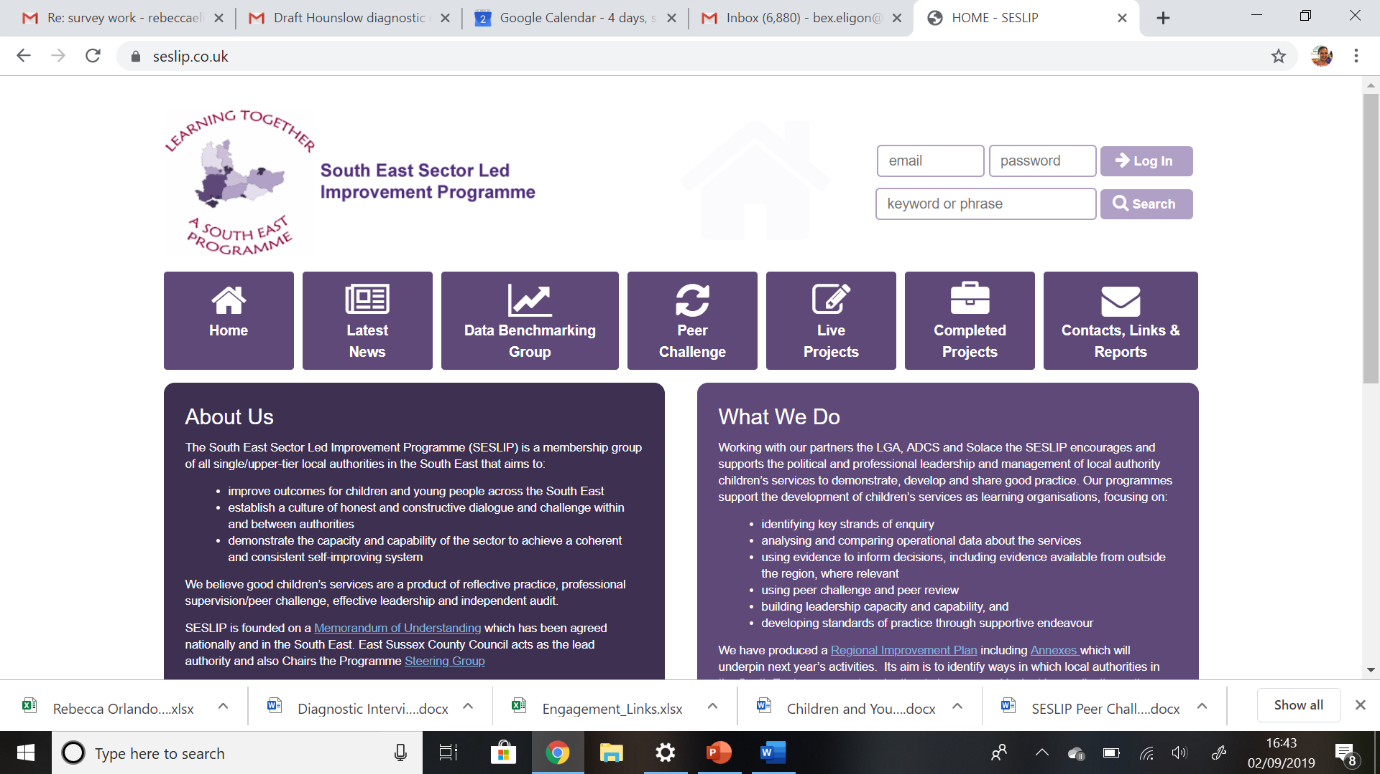 Re: survey work - rebeccael
Draft Hounslow diagnostic
2
Google Calendar - 4 days, s
Inbox (6,880) - bex.eligon@
HOME - SESLIP
seslip.co.uk
LEARNING TOGETHER
A SOUTH EAST
PROGRAMME
South East Sector Led
Improvement Programme
email
password
Log In
keyword or phrase
Search
Home
Latest
News
Data Benchmarking
Group
Peer
Challenge
Live
Projects
Completed
Projects
Contacts, Links &
Reports
About Us
The South East Sector Led Improvement Programme (SESLIP) is a membership group
of all single/upper-tier local authorities in the South East that aims to:
• improve outcomes for children and young people across the South East
• establish a culture of honest and constructive dialogue and challenge within
and between authorities
• demonstrate the capacity and capability of the sector to achieve a coherent
and consistent self-improving system
We believe good children's services are a product of reflective practice, professional
supervision/peer challenge, effective leadership and independent audit.
SESLIP is founded on a Memorandum of Understanding which has been agreed
nationally and in the South East. East Sussex County Council acts as the lead
authority and also Chairs the Programme Steering Group
What We Do
Working with our partners the LGA, ADCS and Solace the SESLIP encourages and
supports the political and professional leadership and management of local authority
children's services to demonstrate, develop and share good practice. Our programmes
support the development of children's services as learning organisations, focusing on:
• identifying key strands of enquiry
• analysing and comparing operational data about the services
• using evidence to inform decisions, including evidence available from outside
the region, where relevant
• using peer challenge and peer review
• building leadership capacity and capability, and
• developing standards of practice through supportive endeavour
We have produced a Regional Improvement Plan including Annexes which will
underpin next year's activities. Its aim is to identify ways in which local authorities in
Rebecca Orlando....xlsx
Diagnostic Intervi....docx
Engagement_Links.xlsx
Children and You....docx
SESLIP Peer Chall....docx
Show all
Type here to search
16:43
02/09/2019
8